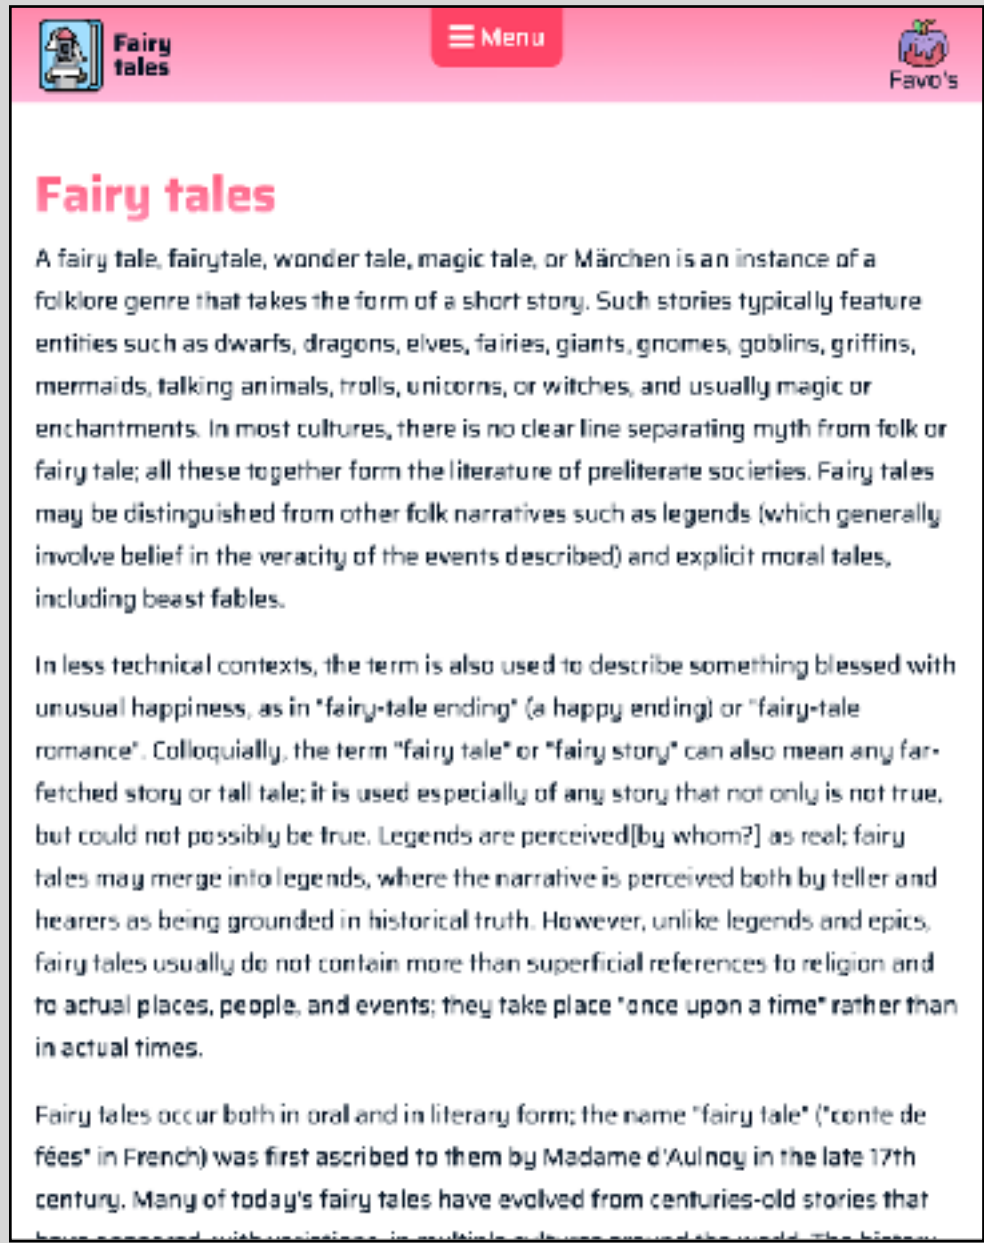 Fairy
tales
Menu
Favo's
Fairy tales
A fairy tale, fairytale, wonder tale, magic tale, or Märchen is an instance of a
folklore genre that takes the form of a short story. Such stories typically feature
entities such as dwarfs, dragons, elves, fairies, giants, gnomes, goblins, griffins,
mermaids, talking animals, trolls, unicorns, or witches, and usually magic or
enchantments. In most cultures, there is no clear line separating myth from folk or
fairy tale; all these together form the literature of preliterate societies. Fairy tales
may be distinguished from other folk narratives such as legends (which generally
involve belief in the veracity of the events described) and explicit moral tales,
including beast fables.
In less technical contexts, the term is also used to describe something blessed with
unusual happiness, as in "fairy-tale ending" (a happy ending) or "fairy-tale
romance". Colloquially, the term "fairy tale" or "fairy story" can also mean any far-
fetched story or tall tale; it is used especially of any story that not only is not true,
but could not possibly be true. Legends are perceived[by whom?] as real; fairy
tales may merge into legends, where the narrative is perceived both by teller and
hearers as being grounded in historical truth. However, unlike legends and epics,
fairy tales usually do not contain more than superficial references to religion and
to actual places, people, and events; they take place "once upon a time" rather than
in actual times.
Fairy tales occur both in oral and in literary form; the name "fairy tale" ("conte de
fées" in French) was first ascribed to them by Madame d'Aulnoy in the late 17th
century. Many of today's fairy tales have evolved from centuries-old stories that
have appeared, with variations, in multiple cultures around the world. The history